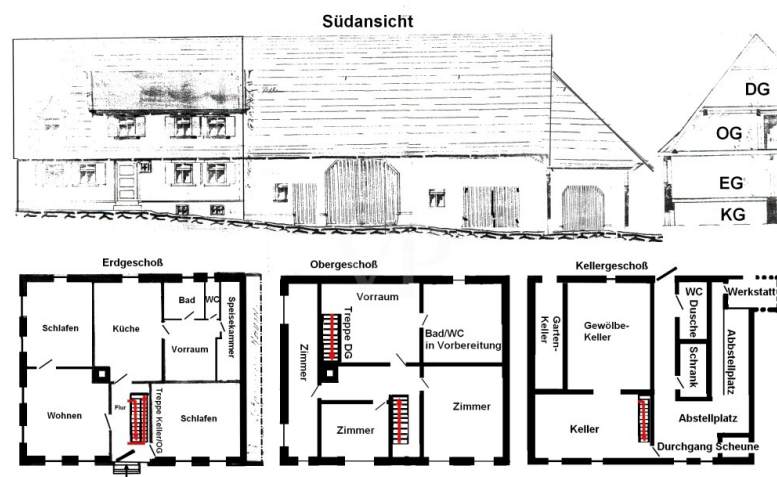 Südansicht
DG
OG
EG
KG
Erdgeschoß
Schlafen
Küche
Bad
WC
Speisekammer
Vorraum
Wohnen
Flur
Treppe Keller/OG
Schlafen
Obergeschoß
Vorraum
Treppe DG
Zimmer
Bad/WC
in Vorbereitung
Zimmer
Zimmer
Kellergeschoß
Garten-
Keller
Gewölbe-
Keller
WC
Dusche
Werkstatt
Schrank
Abbstellplatz
Keller
Abstellplatz
Durchgang Scheune